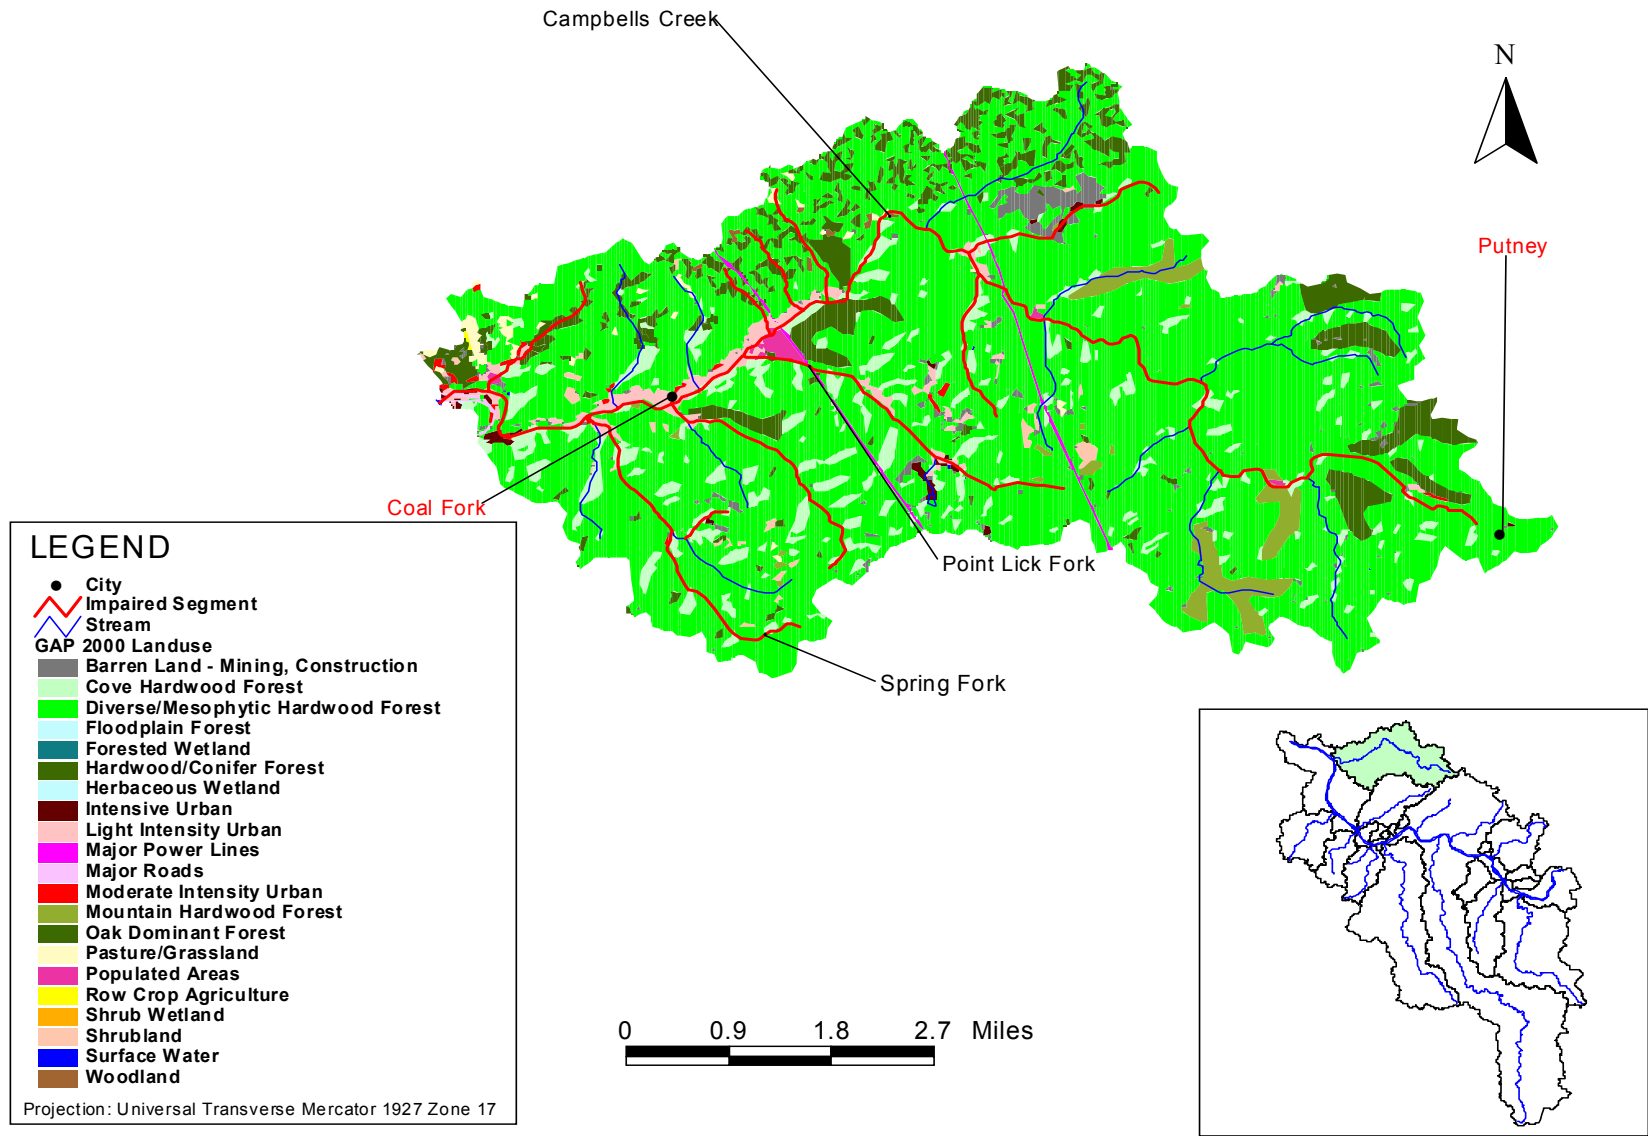 Campbells Creek
N
Putney
Coal Fork
Point Lick Fork
Spring Fork
LEGEND
City
Impaired Segment
Stream
GAP 2000 Landuse
Barren Land - Mining, Construction
Cove Hardwood Forest
Diverse/Mesophytic Hardwood Forest
Floodplain Forest
Forested Wetland
Hardwood/Conifer Forest
Herbaceous Wetland
Intensive Urban
Light Intensity Urban
Major Power Lines
Major Roads
Moderate Intensity Urban
Mountain Hardwood Forest
Oak Dominant Forest
Pasture/Grassland
Populated Areas
Row Crop Agriculture
Shrub Wetland
Shrubland
Surface Water
Woodland
Projection: Universal Transverse Mercator 1927 Zone 17
0 0.9 1.8 2.7 Miles